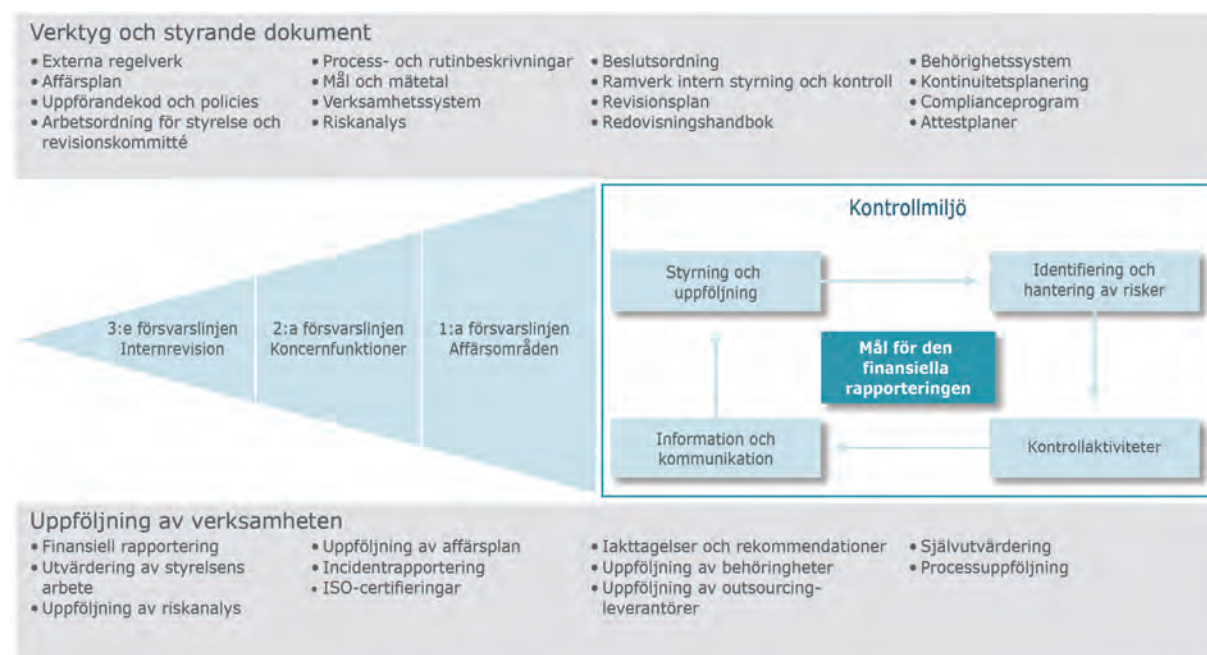 Verktyg och styrande dokument
• Externa regelverk
• Affärsplan
• Uppförandekod och policies
• Arbetsordning för styrelse och
revisionskommitté
• Process- och rutinbeskrivningar
• Mål och mätetal
• Verksamhetssystem
• Riskanalys
• Beslutsordning
• Ramverk intern styrning och kontroll
• Revisionsplan
• Redovisningshandbok
• Behörighetssystem
• Kontinuitetsplanering
• Complianceprogram
• Attestplaner
3:e försvarslinjen
Internrevision
2:a försvarslinjen
Koncernfunktioner
1:a försvarslinjen
Affärsområden
Kontrollmiljö
Styrning och
uppföljning
Identifiering och
hantering av risker
Mål för den
finansiella
rapporteringen
Information och
kommunikation
Kontrollaktiviteter
Uppföljning av verksamheten
• Finansiell rapportering
• Utvärdering av styrelsens
arbete
• Uppföljning av riskanalys
• Uppföljning av affärsplan
• Incidentrapportering
• ISO-certifieringar
• Iakttagelser och rekommendationer
• Uppföljning av behöringheter
• Uppföljning av outsourcing-
leverantörer
• Självutvärdering
• Processuppföljning